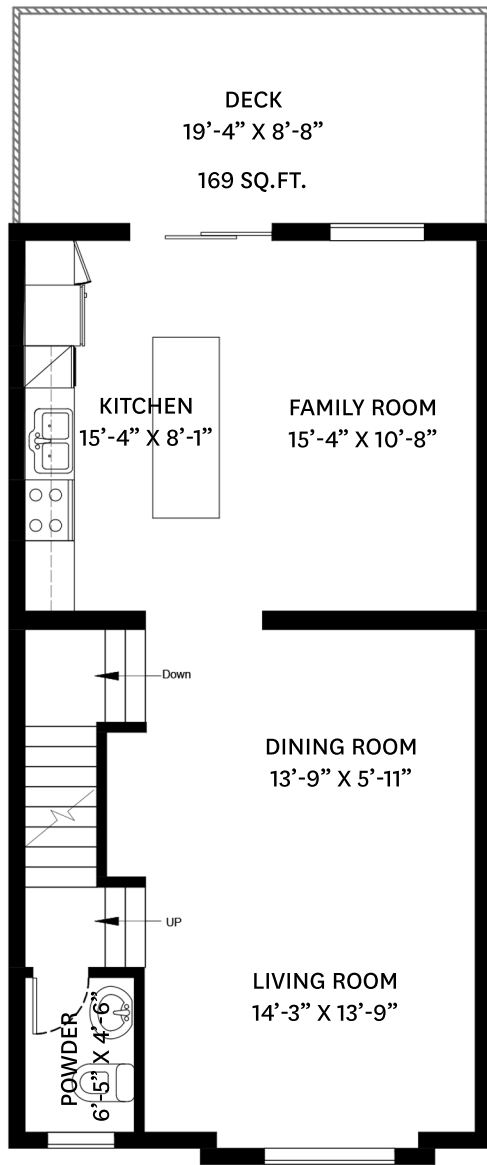 DECK
19’-4” X 8’-8”
169 SQ.FT.
KITCHEN
15’-4” X 8’-1”
FAMILY ROOM
15’-4” X 10’-8”
Down
DINING ROOM
13’-9” X 5’-11”
UP
LIVING ROOM
14’-3” X 13’-9”
POWDER
6’-5” X 4’-6”